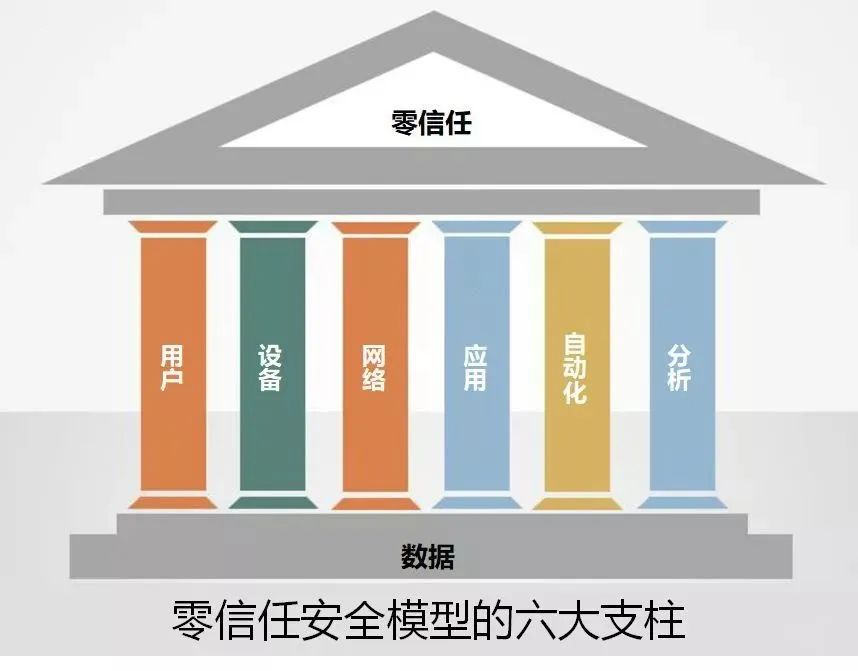 零信任
用户
设备
网络
应用
自动化
分析
数据
零信任安全模型的六大支柱